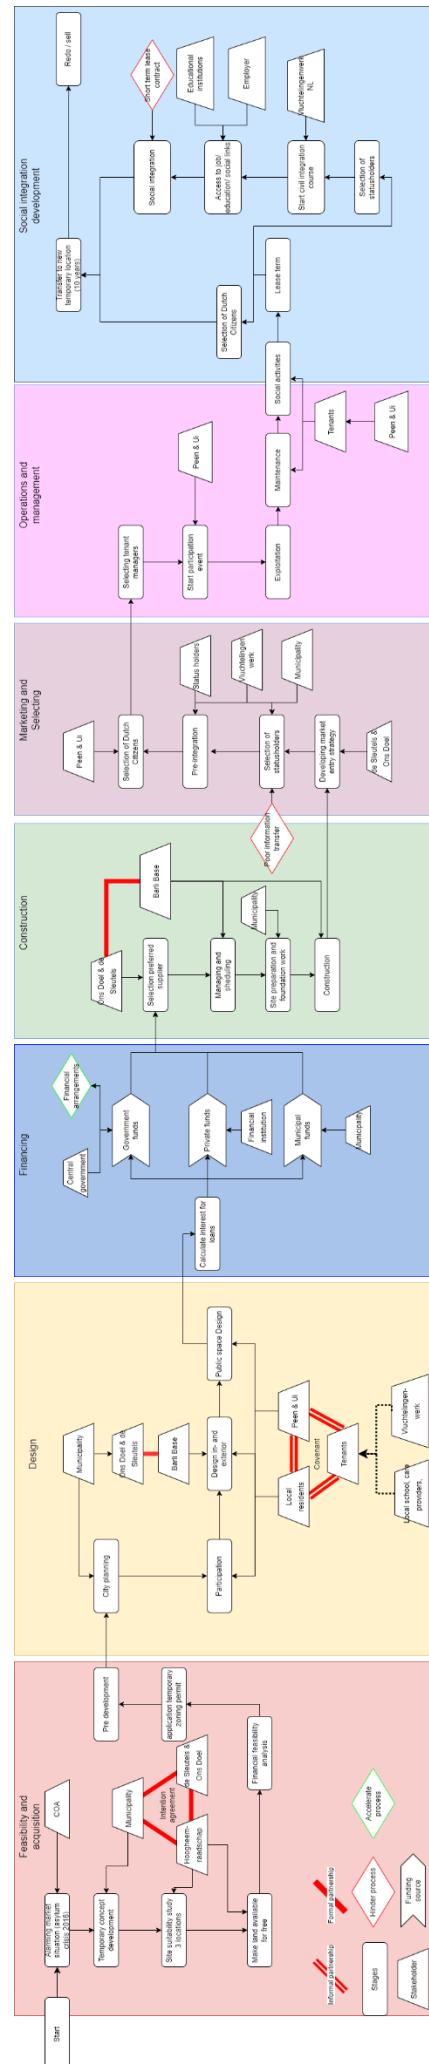 Start
Feasibility and
acquisition
Alarming market
situation (asylum
crisis 2016)
COA
Temporary concept
development
Municipality
Intention
agreement
Site suitability study
3 locations
Hoogheem-
raadschap
de Sleutels &
Ons Doel
Make land available
for free
Financial feasibility
analysis
application temporary
zoning permit
Pre development
Informal partnership
Formal partnership
Stages
Hinder process
Accelerate
process
Stakeholder
Funding
source
Design
City planning
Municipality
Ons Doel & de
Sleutels
Barli Base
Participation
Design in- and
exterior
Public space Design
Local
residents
Peen & Ui
Covenant
Tenants
Local school, care
providers,
Vluchtelingen-
werk
Financing
Calculate interest for
loans
Central
government
Financial
arrangements
Government
funds
Private funds
Financial
institution
Municipal
funds
Municipality
Construction
Ons Doel & de
Sleutels
Barli Base
Selection preferred
supplier
Managing and
sheduling
Municipality
Site preparation and
foundation work
Construction
Marketing and
Selecting
Peen & Ui
Selection of Dutch
Citizens
Pre-integration
Status holders
Vluchtelingen
werk
Municipality
Selection of
statusholders
Poor information
transfer
Developing market
entry strategy
de Sleutels &
Ons Doel
Operations and
management
Selecting tenant
managers
Start participation
event
Peen & Ui
Exploitation
Maintenance
Social activities
Tenants
Peen & Ui
Social integration
development
Transfer to new
temporary location
(10 years)
Redo / sell
Selection of Dutch
Citizens
Lease term
Social integration
Short term lease
contract
Access to job/
education/ social links
Educational
institutions
Employer
Start civil integration
course
Vluchtelingenwerk
NL
Selection of
statusholders